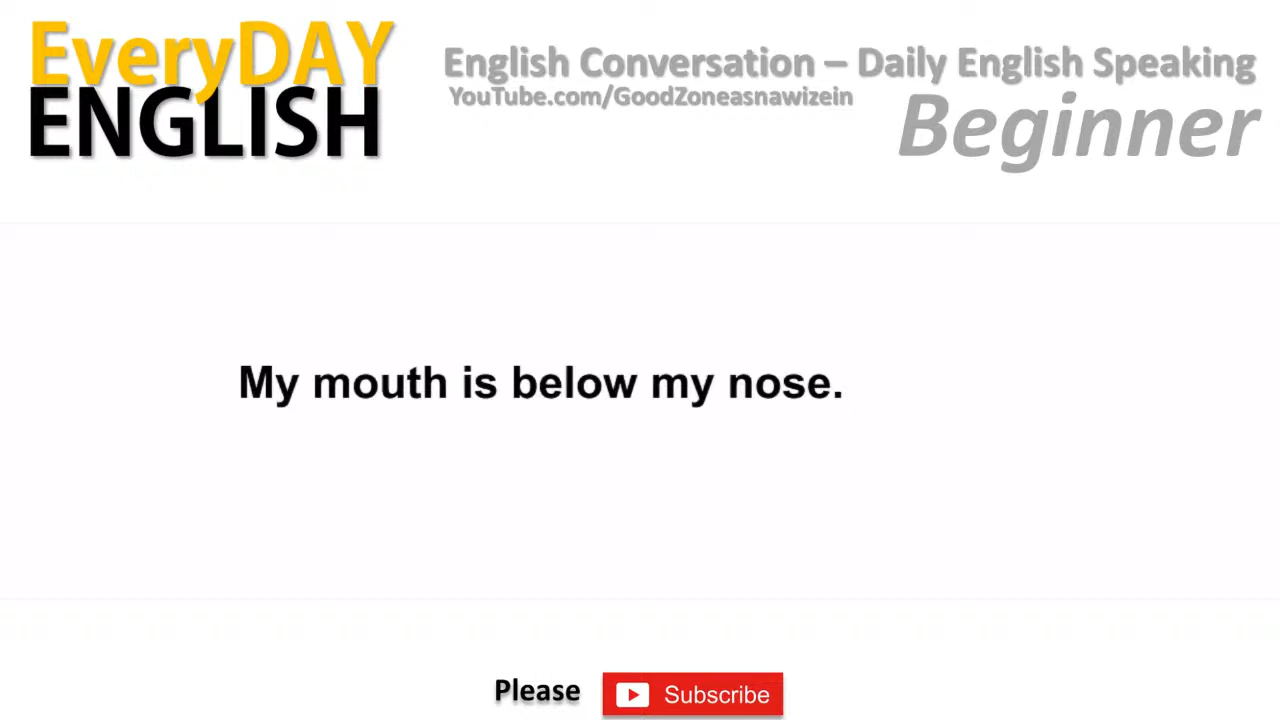 EveryDAY
ENGLISH
English Conversation – Daily English Speaking
YouTube.com/GoodZoneasnawizein
Beginner
My mouth is below my nose.
Please
Subscribe